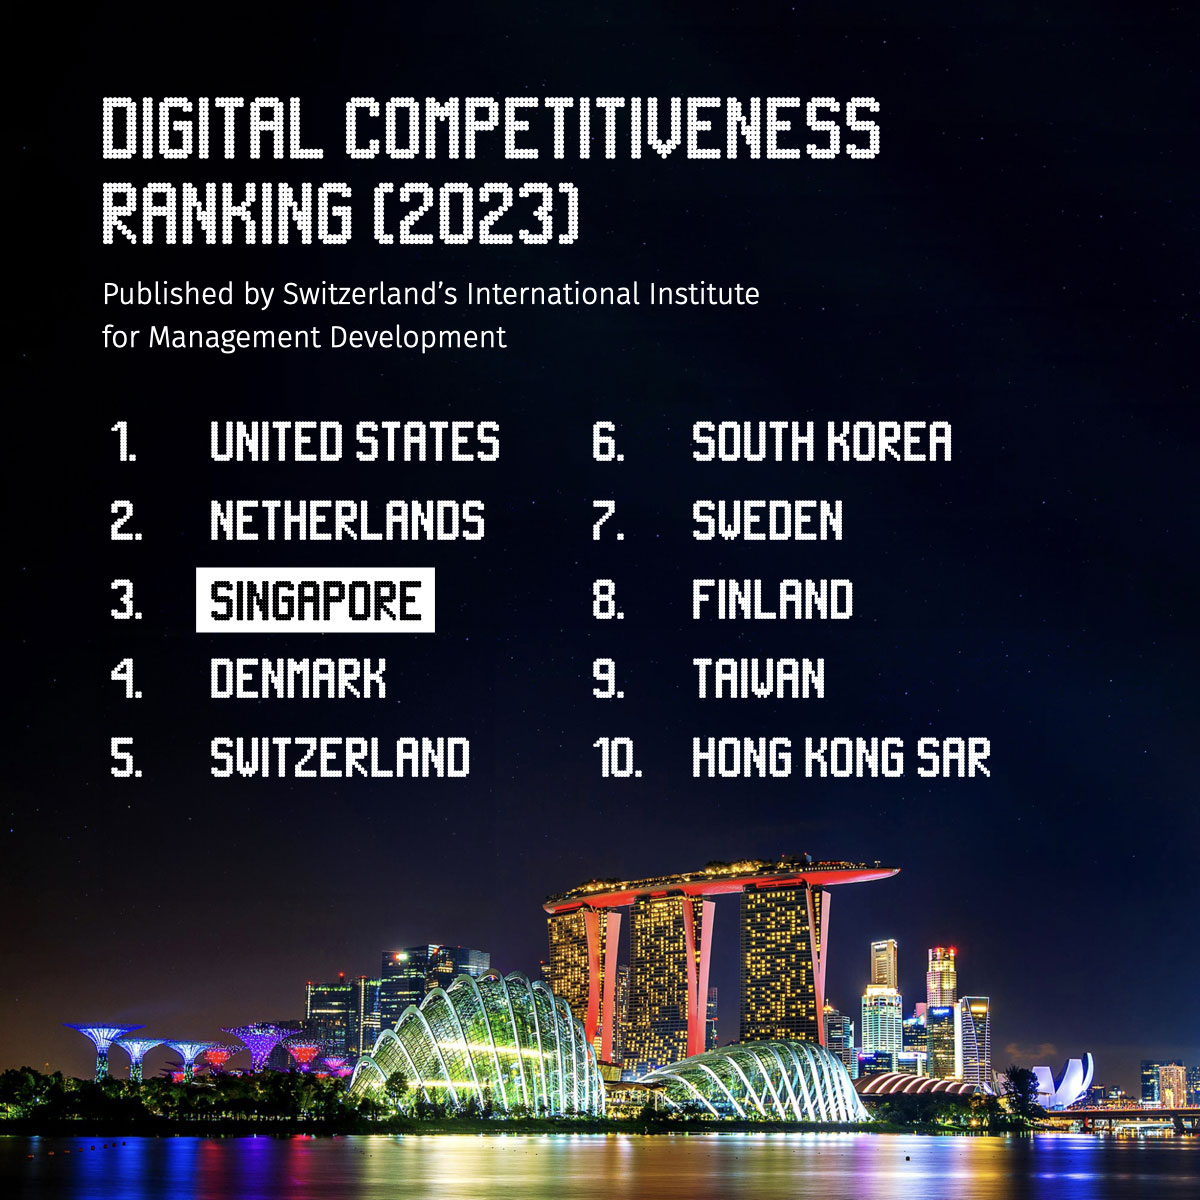 DIGITAL COMPETITIVENESS
RANKING (2023)
Published by Switzerland’s International Institute
for Management Development
1. UNITED STATES
2. NETHERLANDS
3. SINGAPORE
4. DENMARK
5. SWITZERLAND
6. SOUTH KOREA
7. SWEDEN
8. FINLAND
9. TAIWAN
10. HONG KONG SAR